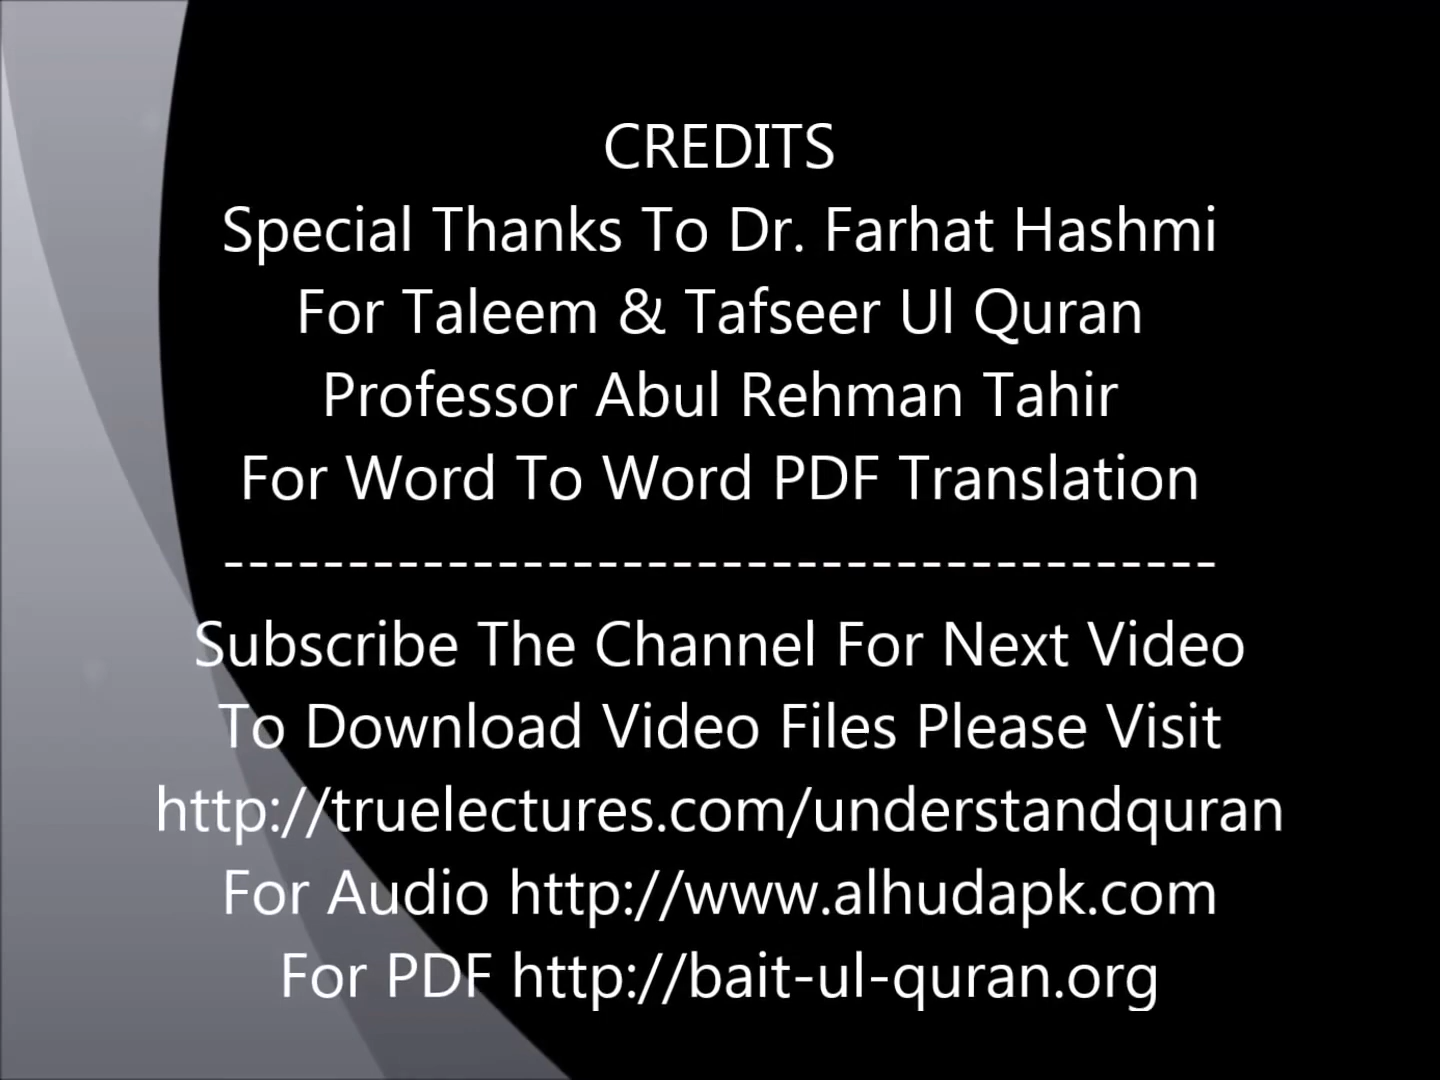 CREDITS
Special Thanks To Dr. Farhat Hashmi
For Taleem & Tafseer Ul Quran
Professor Abul Rehman Tahir
For Word To Word PDF Translation
----------------------------------------
Subscribe The Channel For Next Video
To Download Video Files Please Visit
http://truelectures.com/understandquran
For Audio http://www.alhudapk.com
For PDF http://bait-ul-quran.org